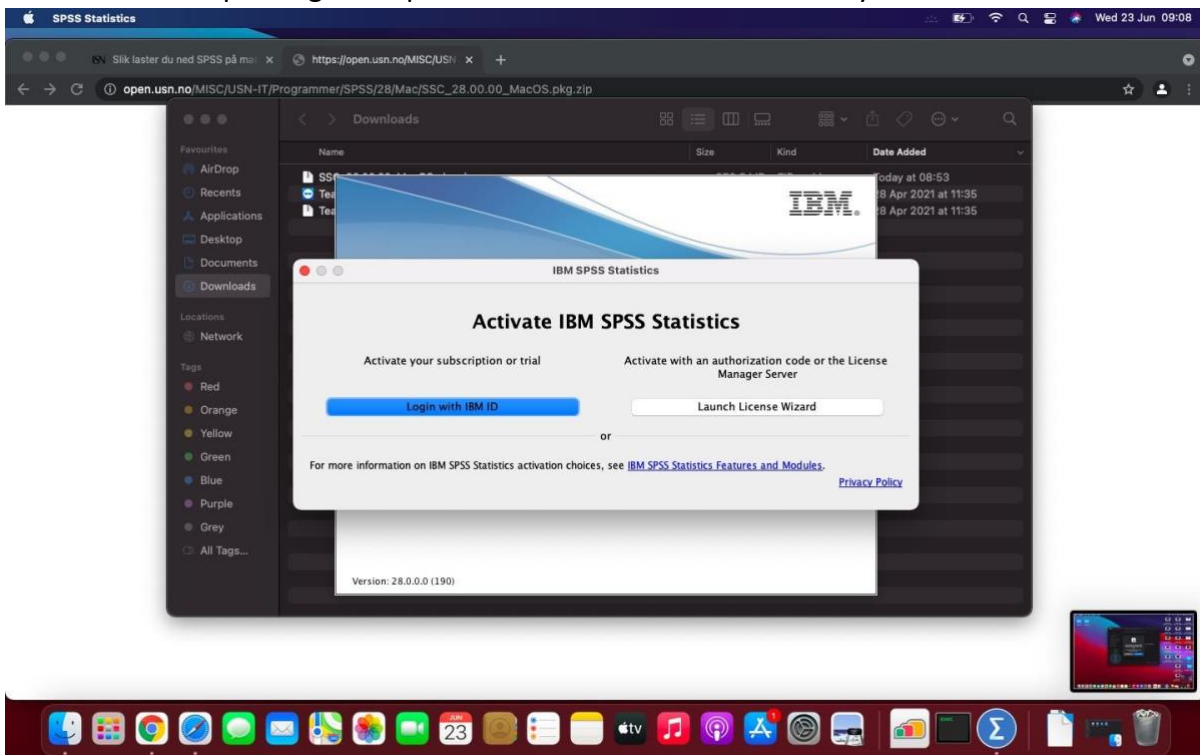 SPSS Statistics
Wed 23 Jun 09:08
Slik laster du ned SPSS på ma
https://open.usn.no/MISC/USN
open.usn.no/MISC/USN-IT/Programmer/SPSS/28/Mac/SSC_28.00.00_MacOS.pkg.zip
Downloads
Favourites
Name Size Kind Date Added
AirDrop
Today at 08:53
Recents
Tea
28 Apr 2021 at 11:35
Applications
Tea
28 Apr 2021 at 11:35
IBM
Desktop
Documents
Downloads
Locations
Network
Tags
Red
Orange
Yellow
Green
Blue
Purple
Grey
All Tags...
IBM SPSS Statistics
Activate IBM SPSS Statistics
Activate your subscription or trial
Activate with an authorization code or the License
Manager Server
Login with IBM ID
Launch License Wizard
or
For more information on IBM SPSS Statistics activation choices, see IBM SPSS Statistics Features and Modules.
Privacy Policy
Version: 28.0.0.0 (190)
JUN
23
tv